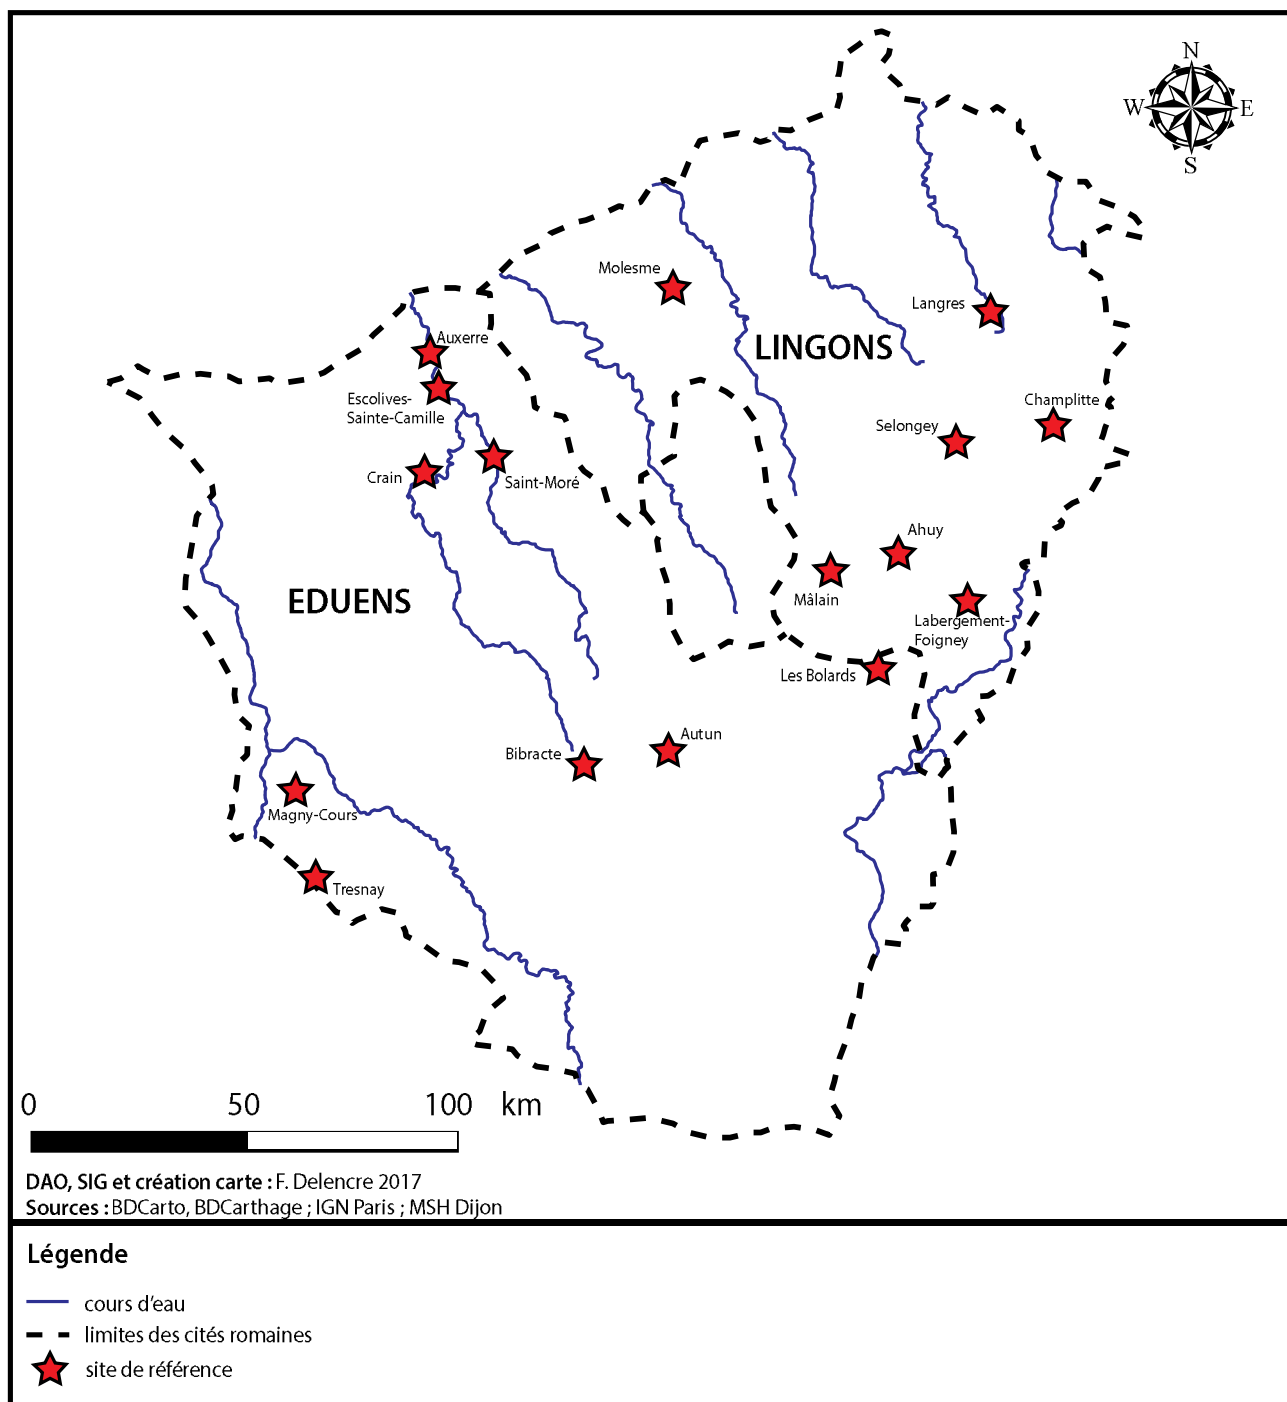 N
W
E
S
Molesme
Langres
LINGONS
Auxerre
Escolives-
Sainte-Camille
Champlitte
Selongey
Crain
Saint-Moré
Ahuy
EDUENS
Mâlain
Labergement-
Foigney
Les Bolards
Autun
Bibracte
Magny-Cours
Tresnay
0 50 100 km
DAO, SIG et création carte : F. Delencre 2017
Sources : BDCarto, BDCarthage ; IGN Paris ; MSH Dijon
Légende
cours d'eau
limites des cités romaines
site de référence